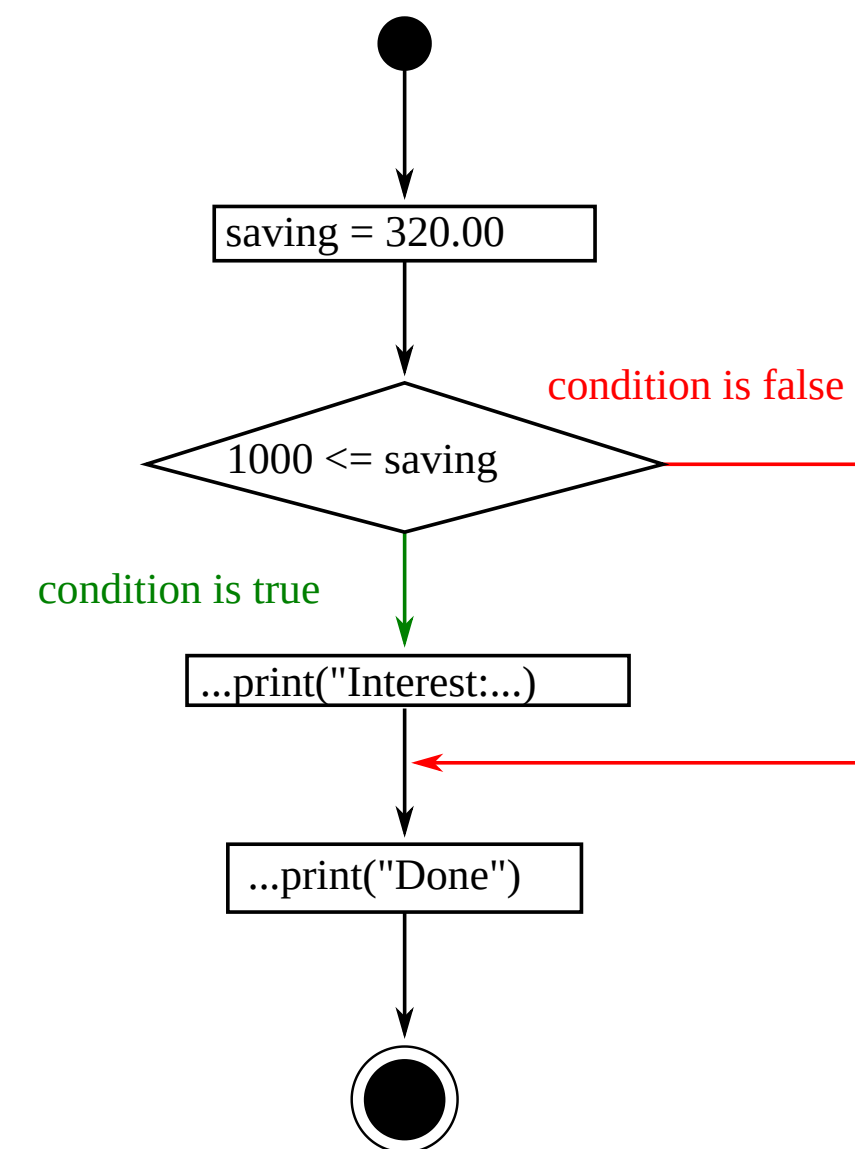 saving = 320.00
condition is false
1000 <= saving
condition is true
...print("Interest:...)
...print("Done")